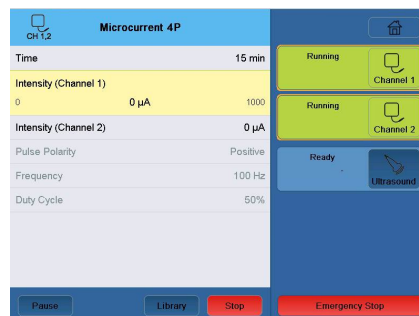 CH 1,2
Microcurrent 4P
Time 15 min
Intensity (Channel 1)
0 0 µA 1000
Intensity (Channel 2) 0 µA
Pulse Polarity Positive
Frequency 100 Hz
Duty Cycle 50%
Pause Library Stop
Running
Channel 1
Running
Channel 2
Ready
Ultrasound
Emergency Stop